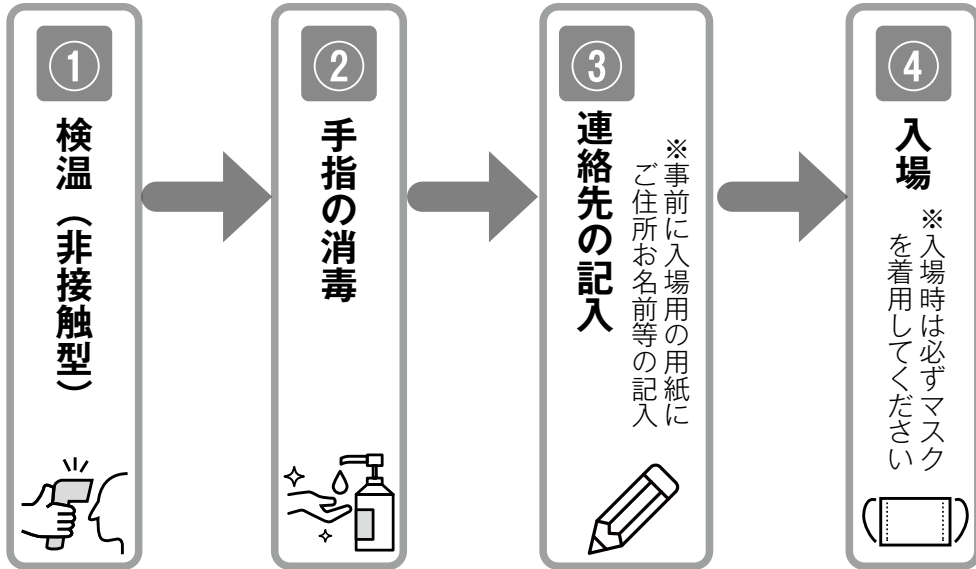 ①
検温（非接触型）
②
手指の消毒
③
連絡先の記入
※事前に入場用の用紙に
ご住所お名前等の記入
④
入場
※入場時は必ずマスク
を着用してください